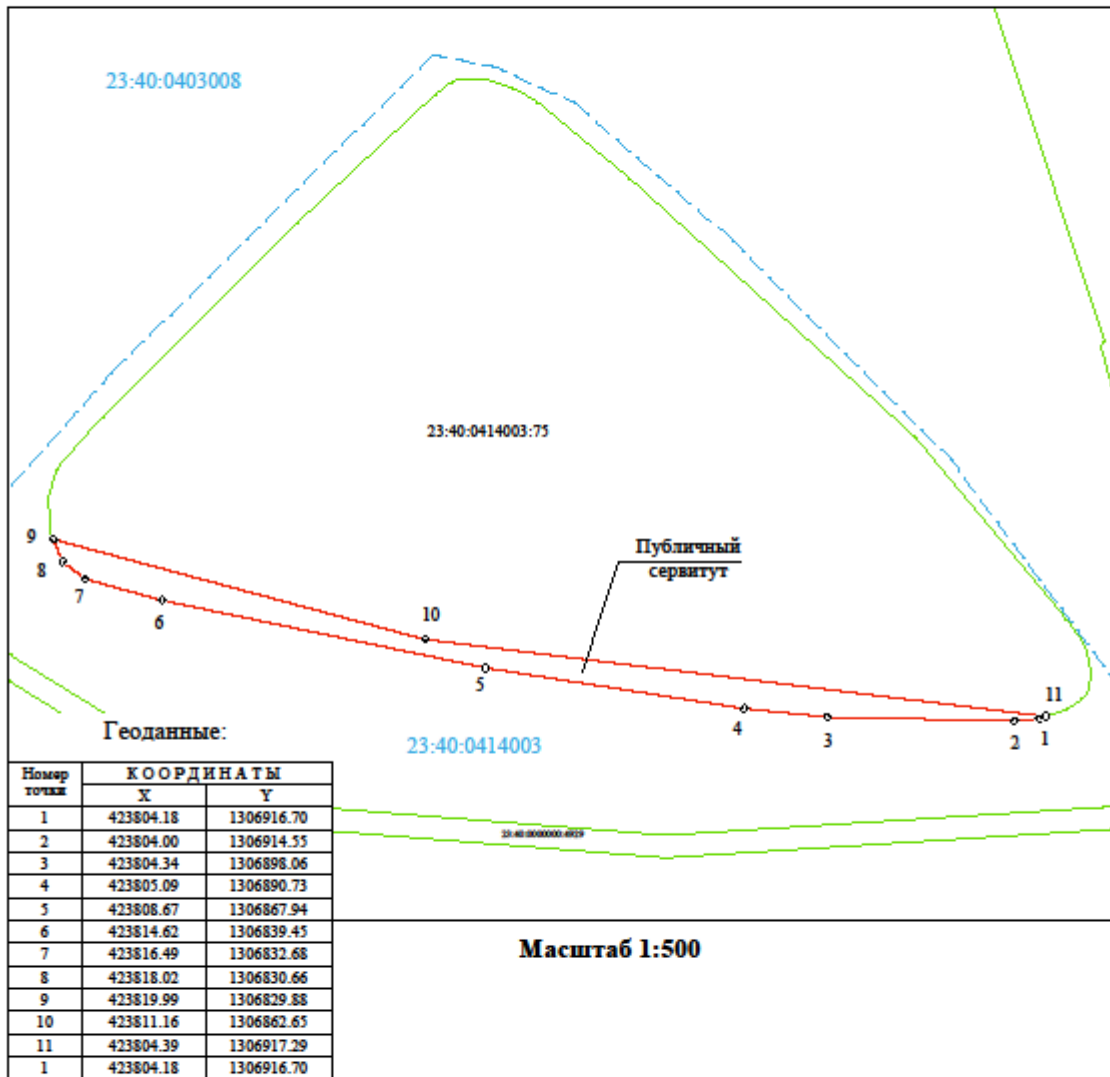 23:40:0403008
23:40:0414003:75
9
8
7
6
10
5
Публичный
сервитут
4
3
2
11
1
Геоданные:
23:40:0414003
Номер точки К О О Р Д И Н А Т Ы
X Y
1 423804.18 1306916.70
2 423804.00 1306914.55
3 423804.34 1306898.06
4 423805.09 1306890.73
5 423808.67 1306867.94
6 423814.62 1306839.45
7 423816.49 1306832.68
8 423818.02 1306830.66
9 423819.99 1306829.88
10 423811.16 1306862.65
11 423804.39 1306917.29
1 423804.18 1306916.70
Масштаб 1:500